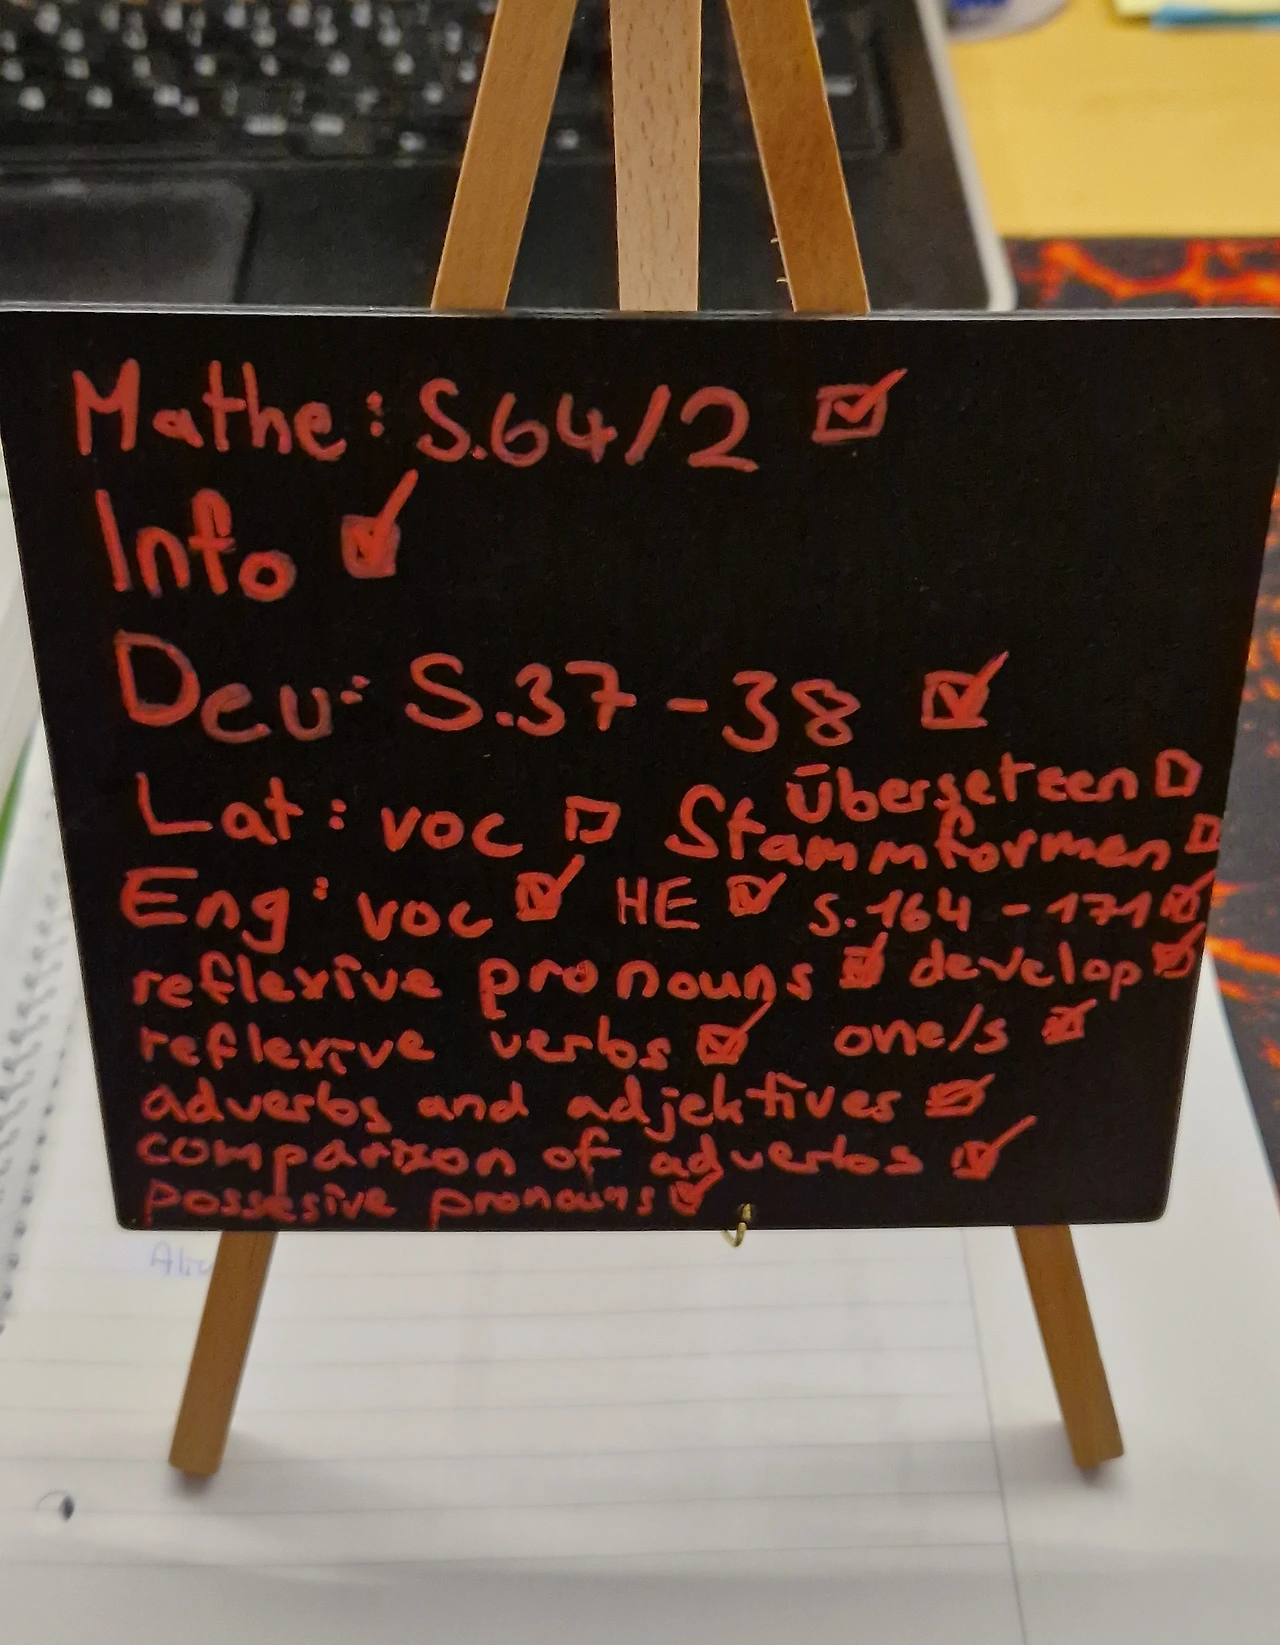 Mathe: S.64/2 ☑
Info ☑
Deu: S.37-38 ☑
Lat: voc ☐ Überseteen ☐
Stammformen ☐
Eng: voc ☑ HE ☑ S.164-171 ☑
reflexive pronouns ☑ develop ☑
reflexive verbs ☑ one/s ☑
adverbs and adjektives ☑
comparison of adverbs ☑
possesive pronouns ☑